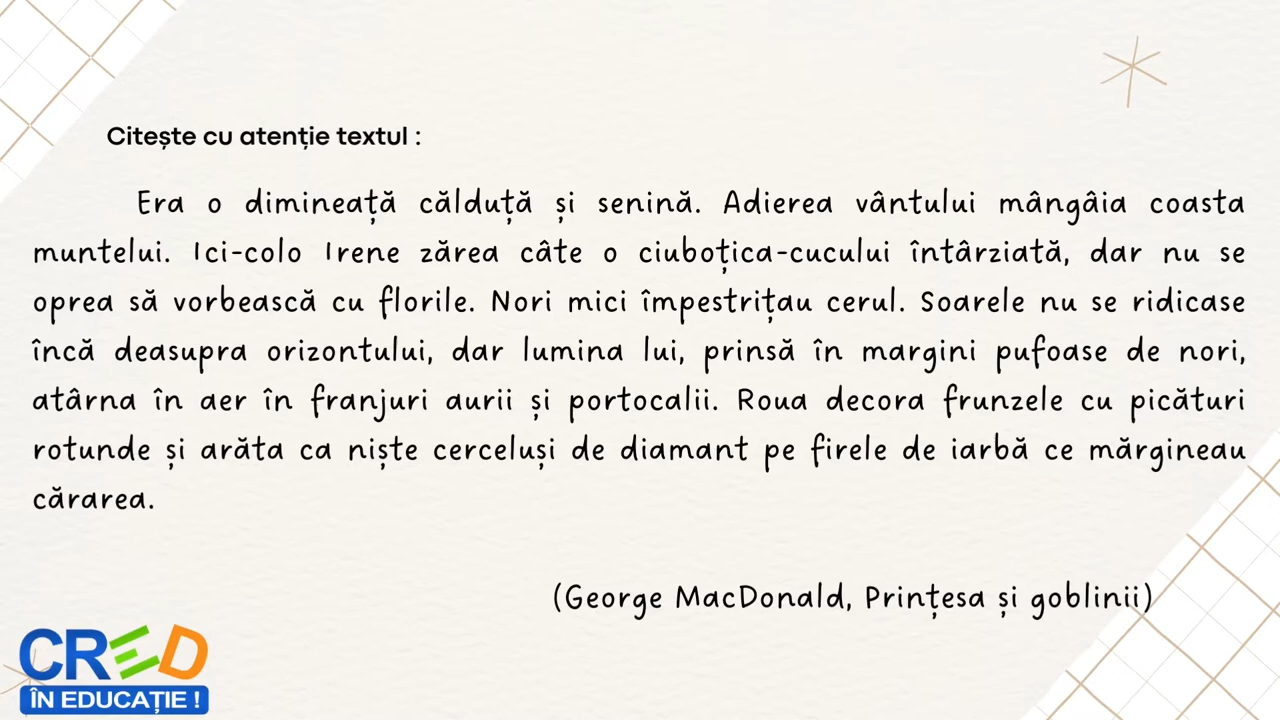 Citește cu atenție textul :
Era o dimineață călduță și senină. Adierea vântului mângâia coasta
muntelui. Ici-colo Irene zărea câte o ciuboțica-cucului întârziată, dar nu se
oprea să vorbească cu florile. Nori mici împestrițau cerul. Soarele nu se ridicase
încă deasupra orizontului, dar lumina lui, prinsă în margini pufoase de nori,
atârna în aer în franjuri aurii și portocalii. Roua decora frunzele cu picături
rotunde și arăta ca niște cerceluși de diamant pe firele de iarbă ce mărgineau
cărarea.
(George MacDonald, Prințesa și goblinii)
CRED
ÎN EDUCAȚIE !